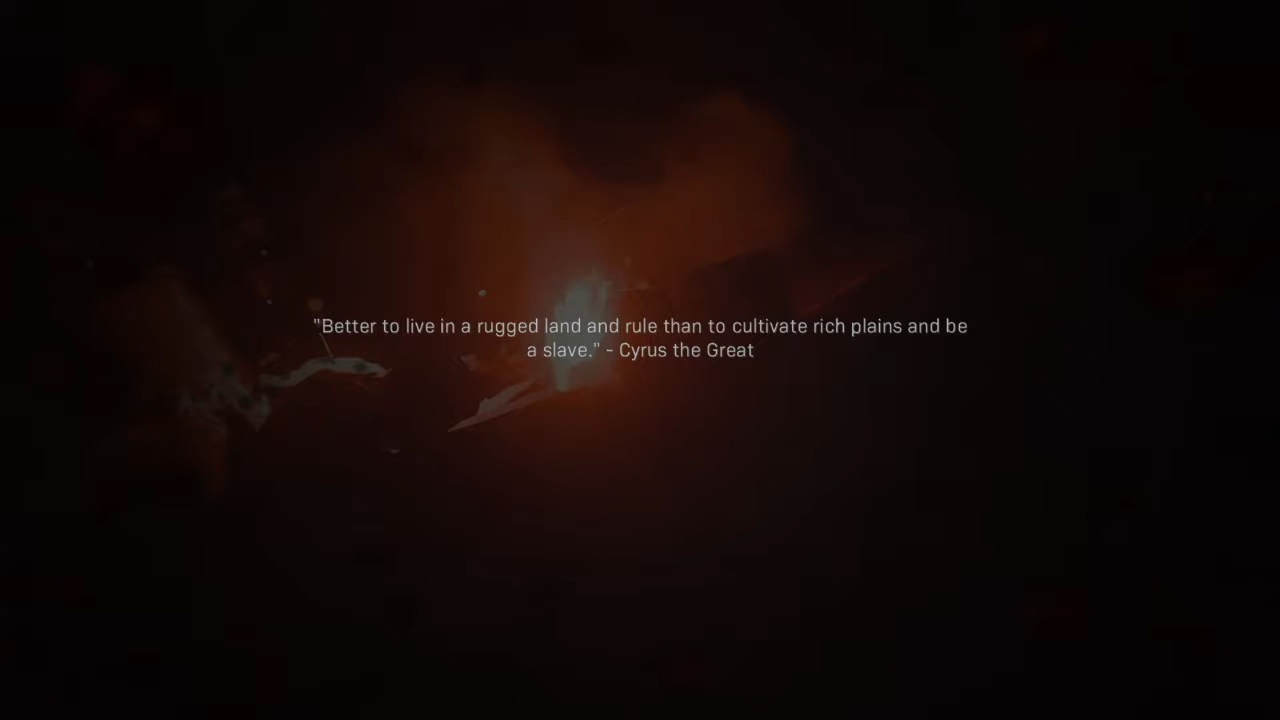 "Better to live in a rugged land and rule than to cultivate rich plains and be
a slave." - Cyrus the Great